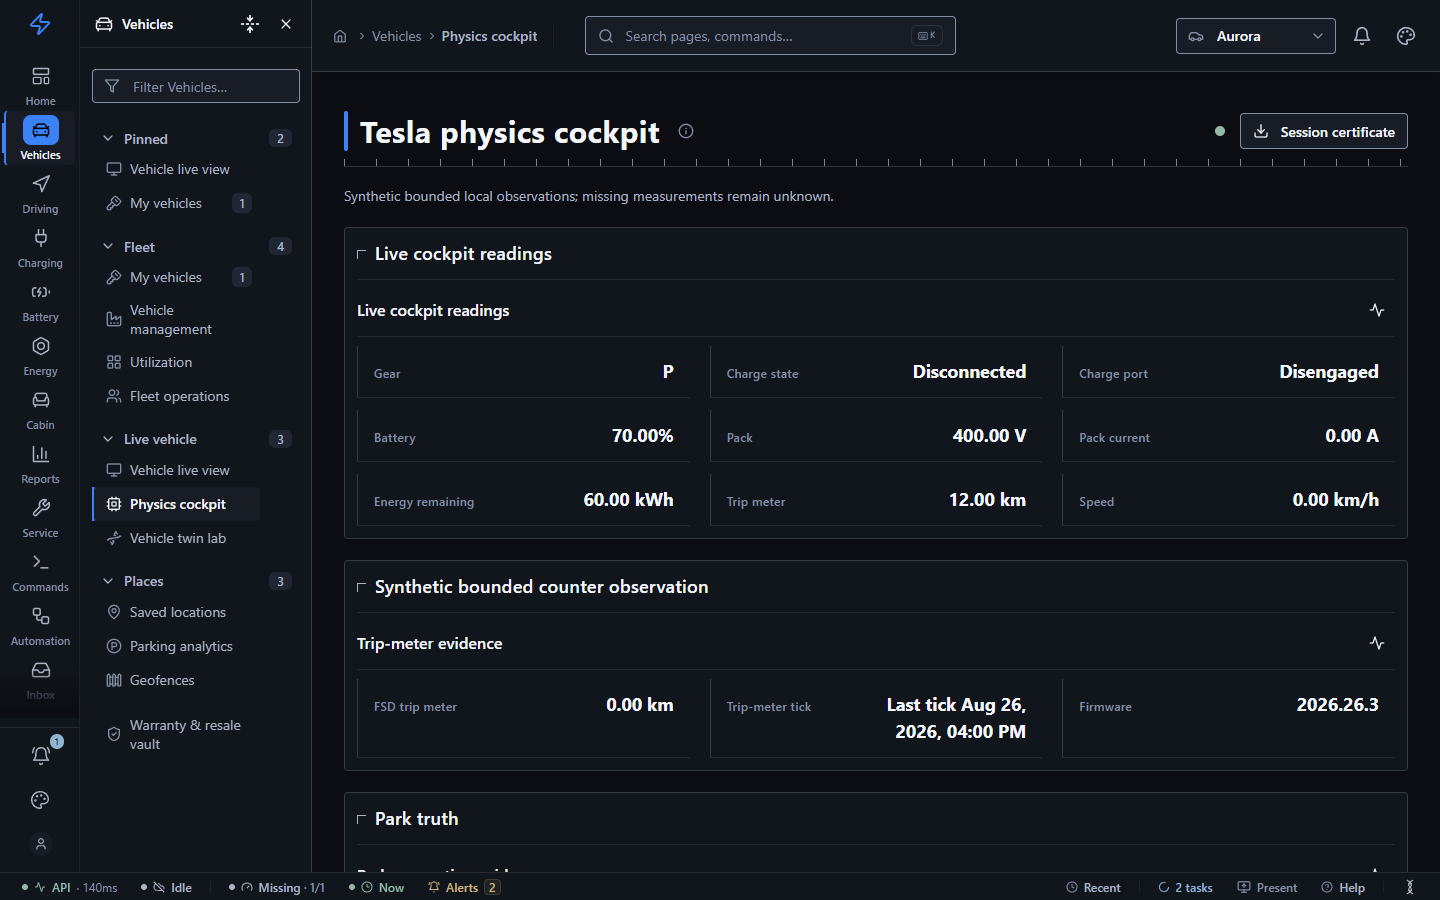 Vehicles
Vehicles
Physics cockpit
Search pages, commands...
K
Aurora
Home
Vehicles
Driving
Charging
Battery
Energy
Cabin
Reports
Service
Commands
Automation
Inbox
1
Filter Vehicles...
Pinned
2
Vehicle live view
My vehicles
1
Fleet
4
My vehicles
1
Vehicle
management
Utilization
Fleet operations
Live vehicle
3
Vehicle live view
Physics cockpit
Vehicle twin lab
Places
3
Saved locations
Parking analytics
Geofences
Warranty & resale
vault
Tesla physics cockpit
Session certificate
Synthetic bounded local observations; missing measurements remain unknown.
Live cockpit readings
Live cockpit readings
Gear
P
Charge state
Disconnected
Charge port
Disengaged
Battery
70.00%
Pack
400.00 V
Pack current
0.00 A
Energy remaining
60.00 kWh
Trip meter
12.00 km
Speed
0.00 km/h
Synthetic bounded counter observation
Trip-meter evidence
FSD trip meter
0.00 km
Trip-meter tick
Last tick Aug 26,
2026, 04:00 PM
Firmware
2026.26.3
Park truth
API · 140ms
Idle
Missing · 1/1
Now
Alerts 2
Recent
2 tasks
Present
Help